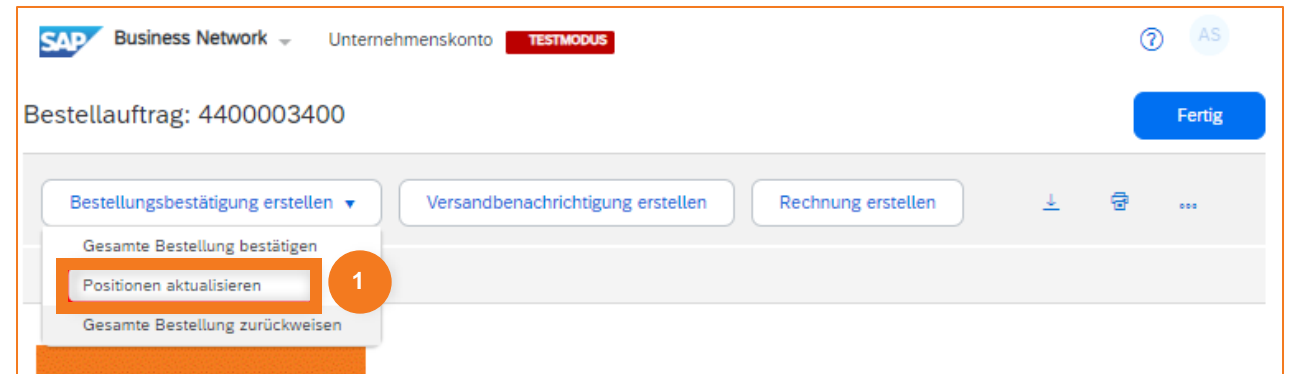 SAP Business Network Unternehmenskonto TESTMODUS ? AS
Bestellauftrag: 4400003400 Fertig
Bestellungsbestätigung erstellen ▼ Versandbenachrichtigung erstellen Rechnung erstellen
Gesamte Bestellung bestätigen
Positionen aktualisieren 1
Gesamte Bestellung zurückweisen